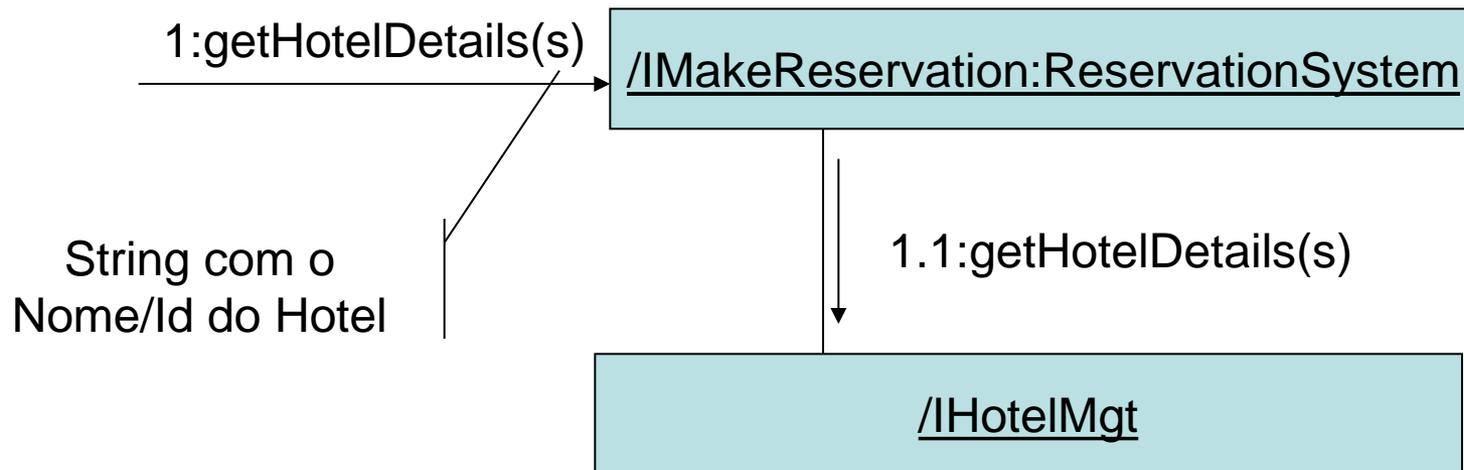 1:getHotelDetails(s)
/IMakeReservation:ReservationSystem
String com o
Nome/Id do Hotel
1.1:getHotelDetails(s)
/IHotelMgt